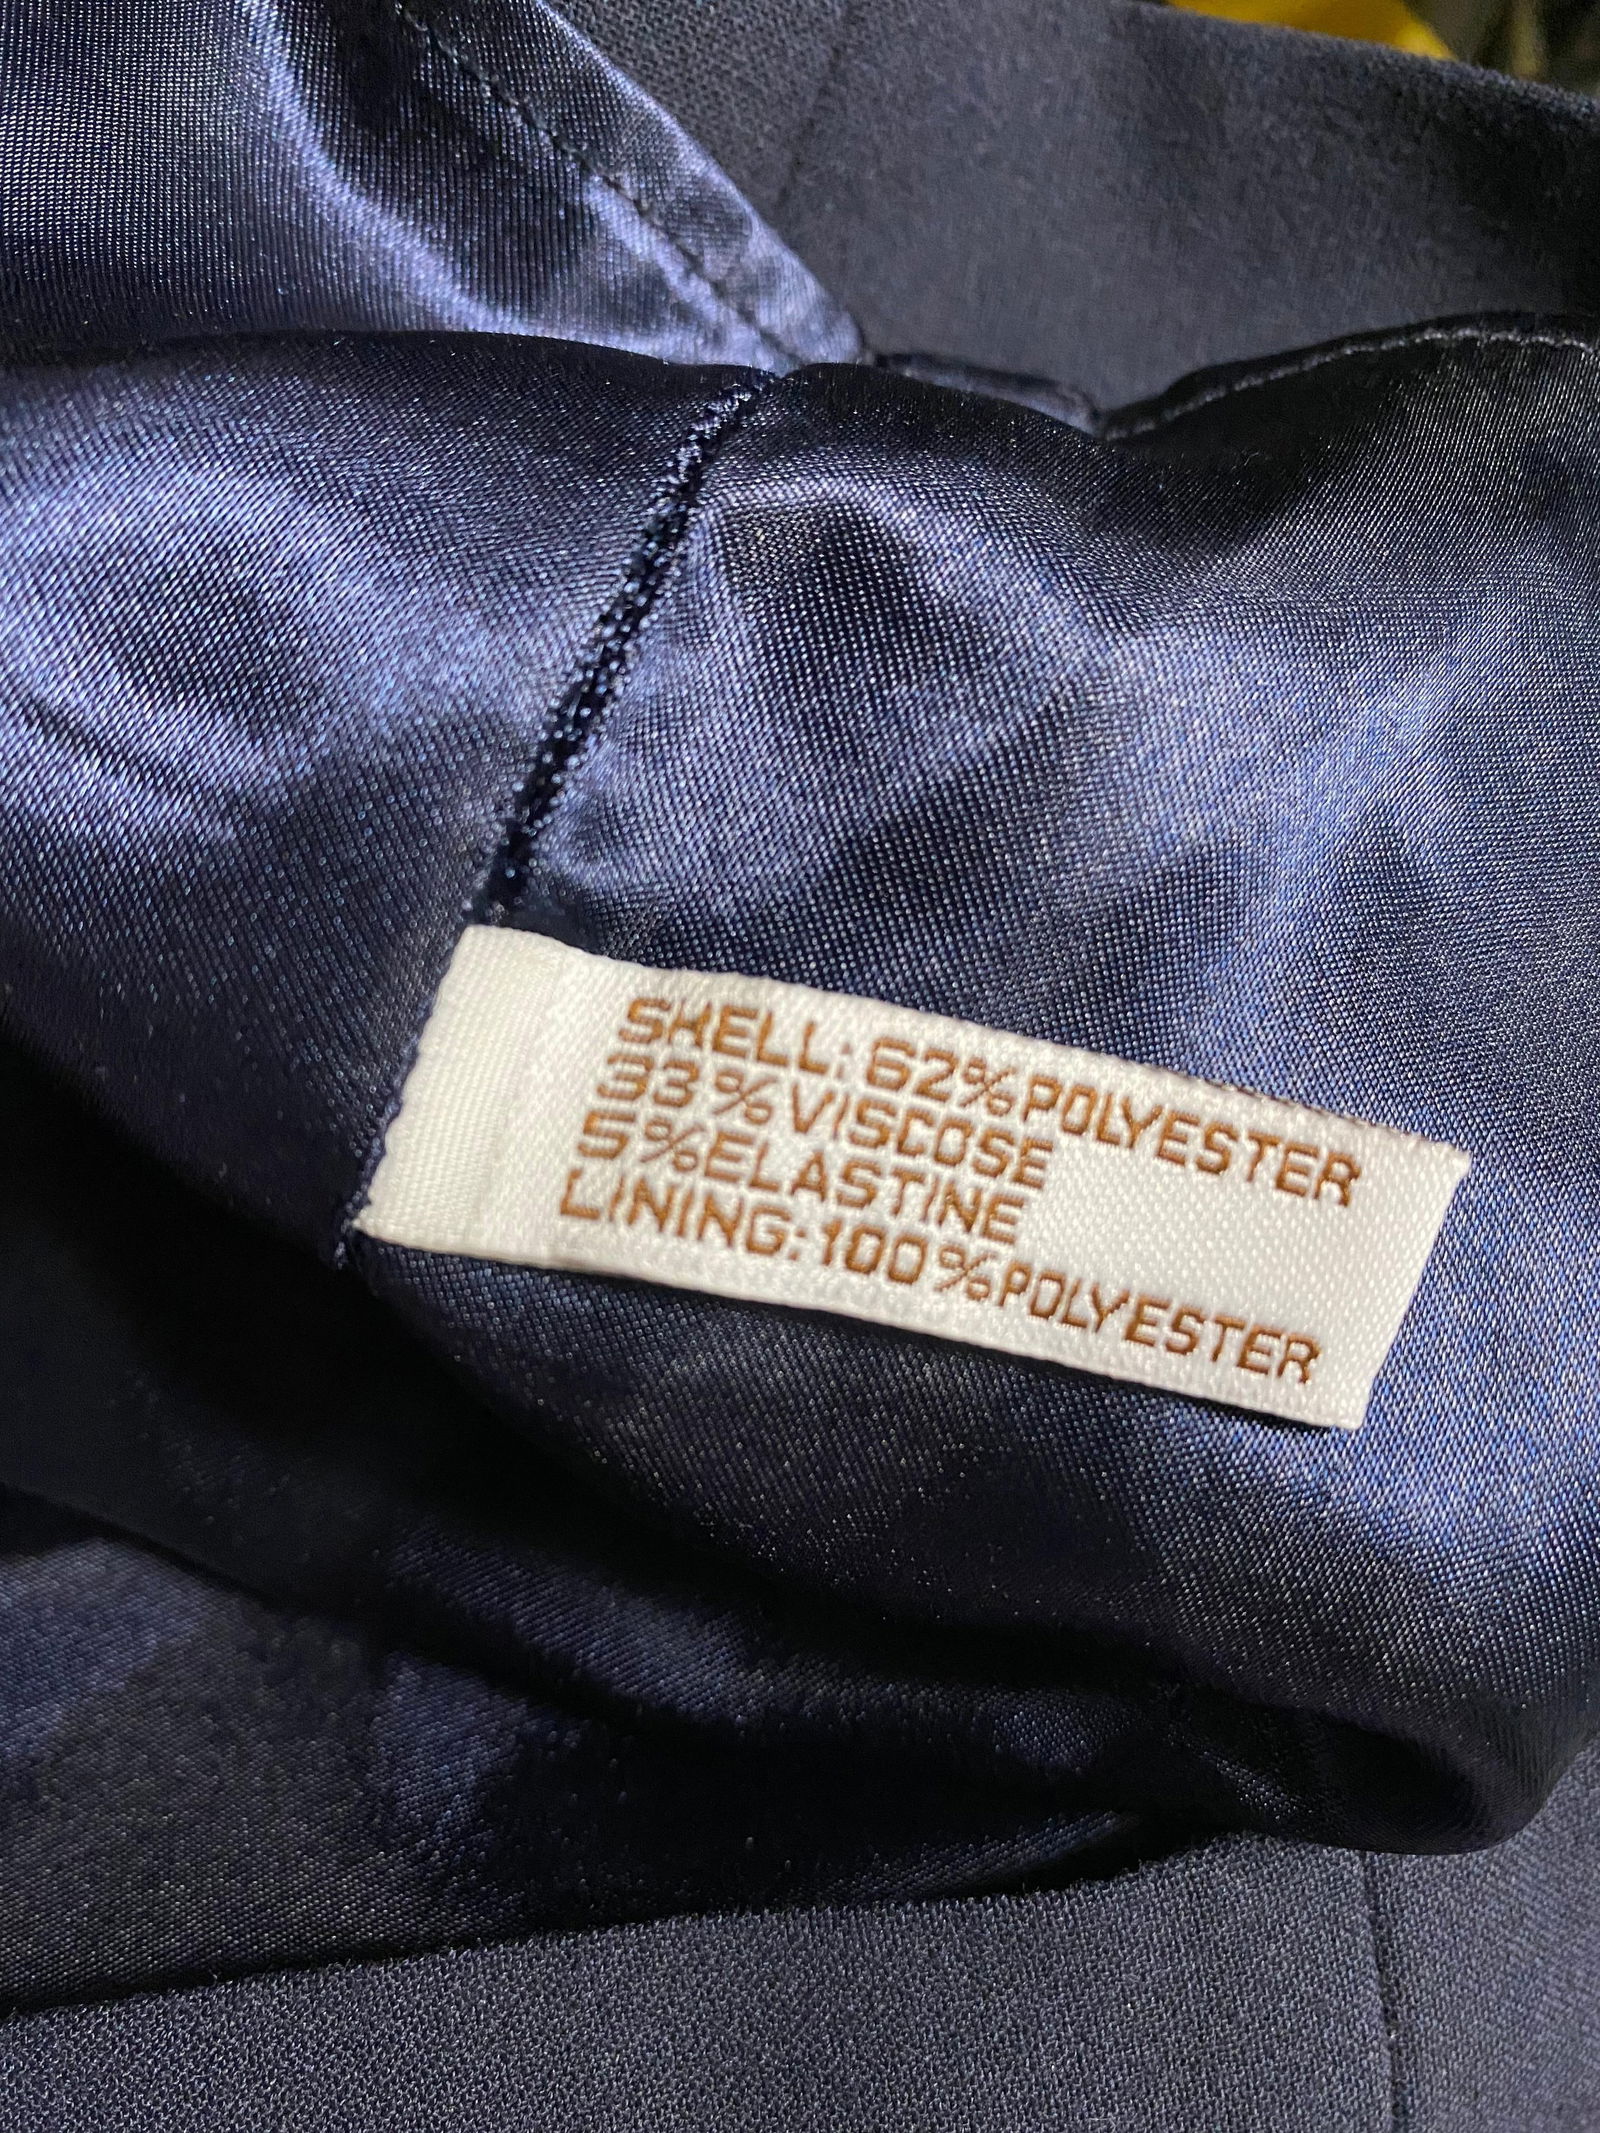 SHELL: 62%POLYESTER
33%VISCOSE
5%ELASTINE
LINING:100%POLYESTER